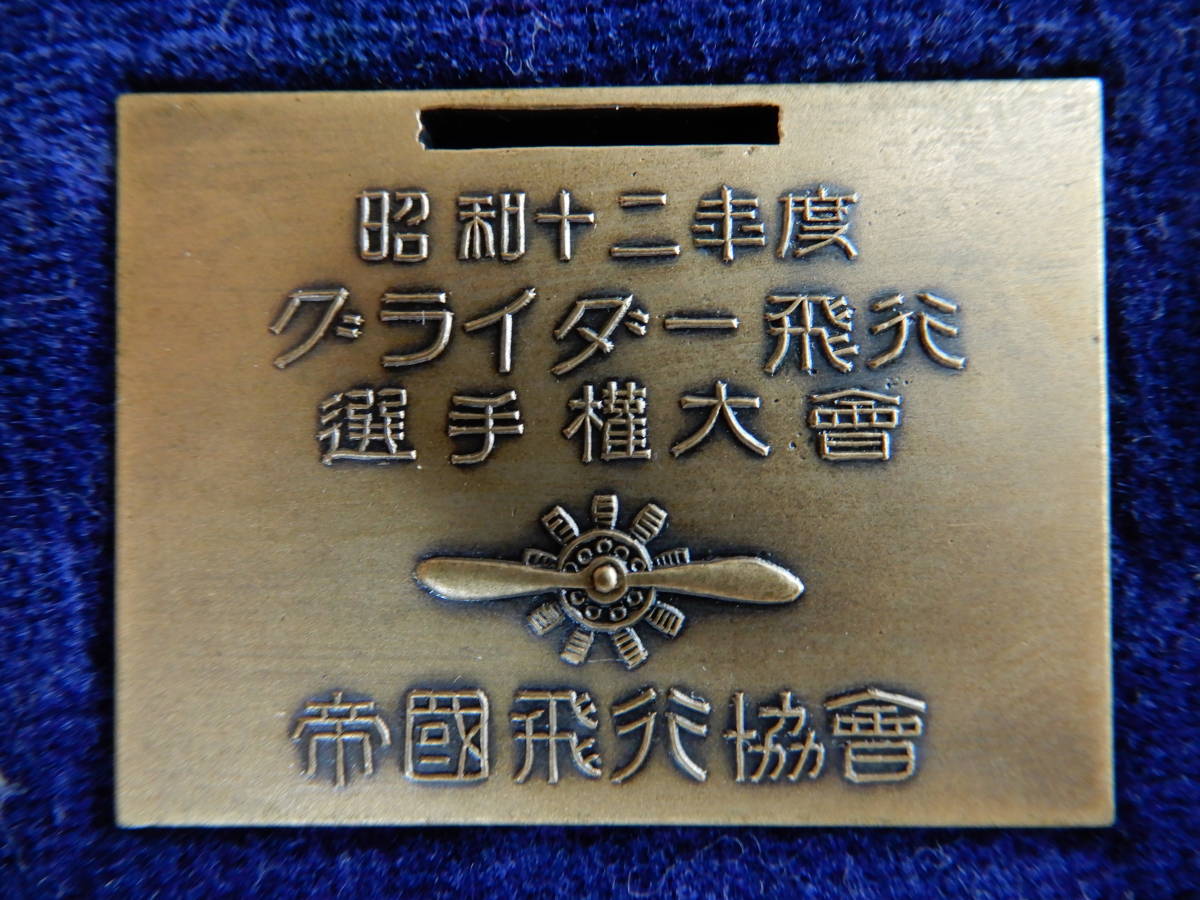 昭和十二年度
グライダー飛行
選手權大會
帝國飛行協會